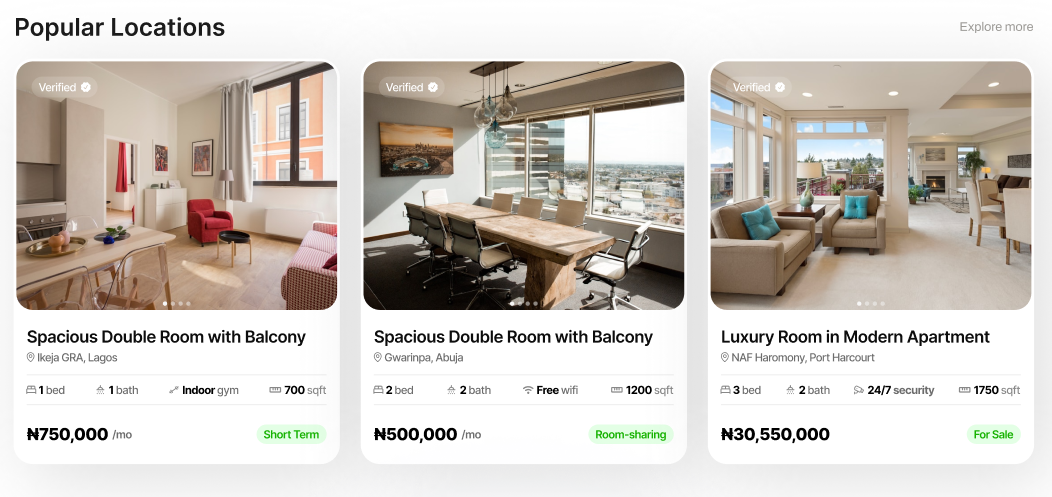 Popular Locations
Explore more
Verified
Spacious Double Room with Balcony
Ikeja GRA, Lagos
1 bed
1 bath
Indoor gym
700 sqft
₦750,000 /mo
Short Term
Verified
Spacious Double Room with Balcony
Gwarinpa, Abuja
2 bed
2 bath
Free wifi
1200 sqft
₦500,000 /mo
Room-sharing
Verified
Luxury Room in Modern Apartment
NAF Haromony, Port Harcourt
3 bed
2 bath
24/7 security
1750 sqft
₦30,550,000
For Sale